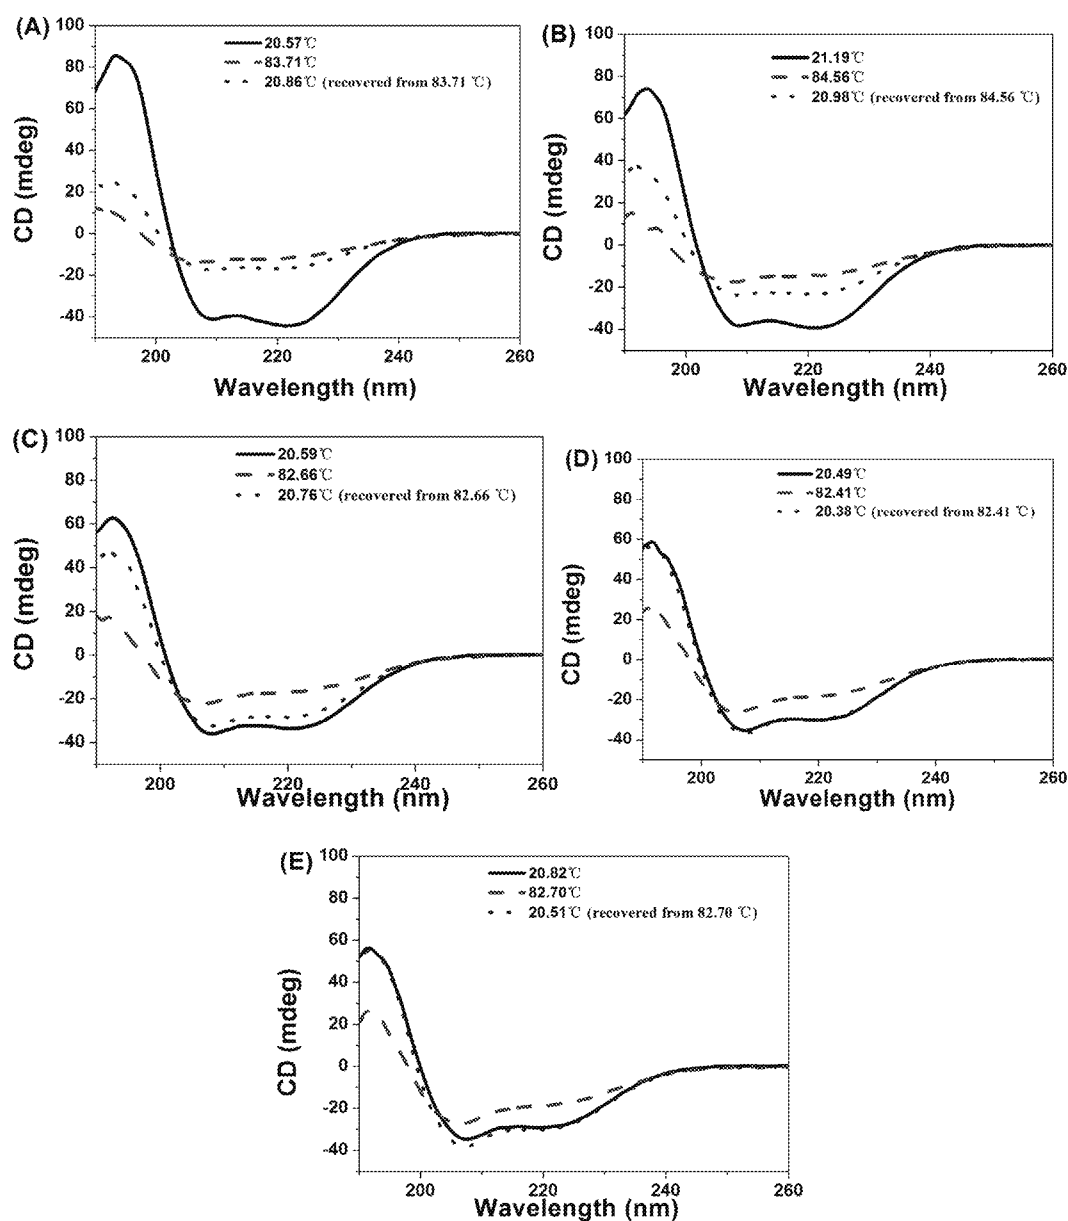 (A)
100
80
60
40
20
0
-20
-40
20.57℃
83.71℃
20.86℃ (recovered from 83.71 ℃)
CD (mdeg)
200 220 240 260
Wavelength (nm)
(B)
100
80
60
40
20
0
-20
-40
21.19℃
84.56℃
20.98℃ (recovered from 84.56 ℃)
CD (mdeg)
200 220 240 260
Wavelength (nm)
(C)
100
80
60
40
20
0
-20
-40
20.59℃
82.66℃
20.76℃ (recovered from 82.66 ℃)
CD (mdeg)
200 220 240 260
Wavelength (nm)
(D)
100
80
60
40
20
0
-20
-40
20.49℃
82.41℃
20.38℃ (recovered from 82.41 ℃)
CD (mdeg)
200 220 240 260
Wavelength (nm)
(E)
100
80
60
40
20
0
-20
-40
20.82℃
82.70℃
20.51℃ (recovered from 82.70 ℃)
CD (mdeg)
200 220 240 260
Wavelength (nm)